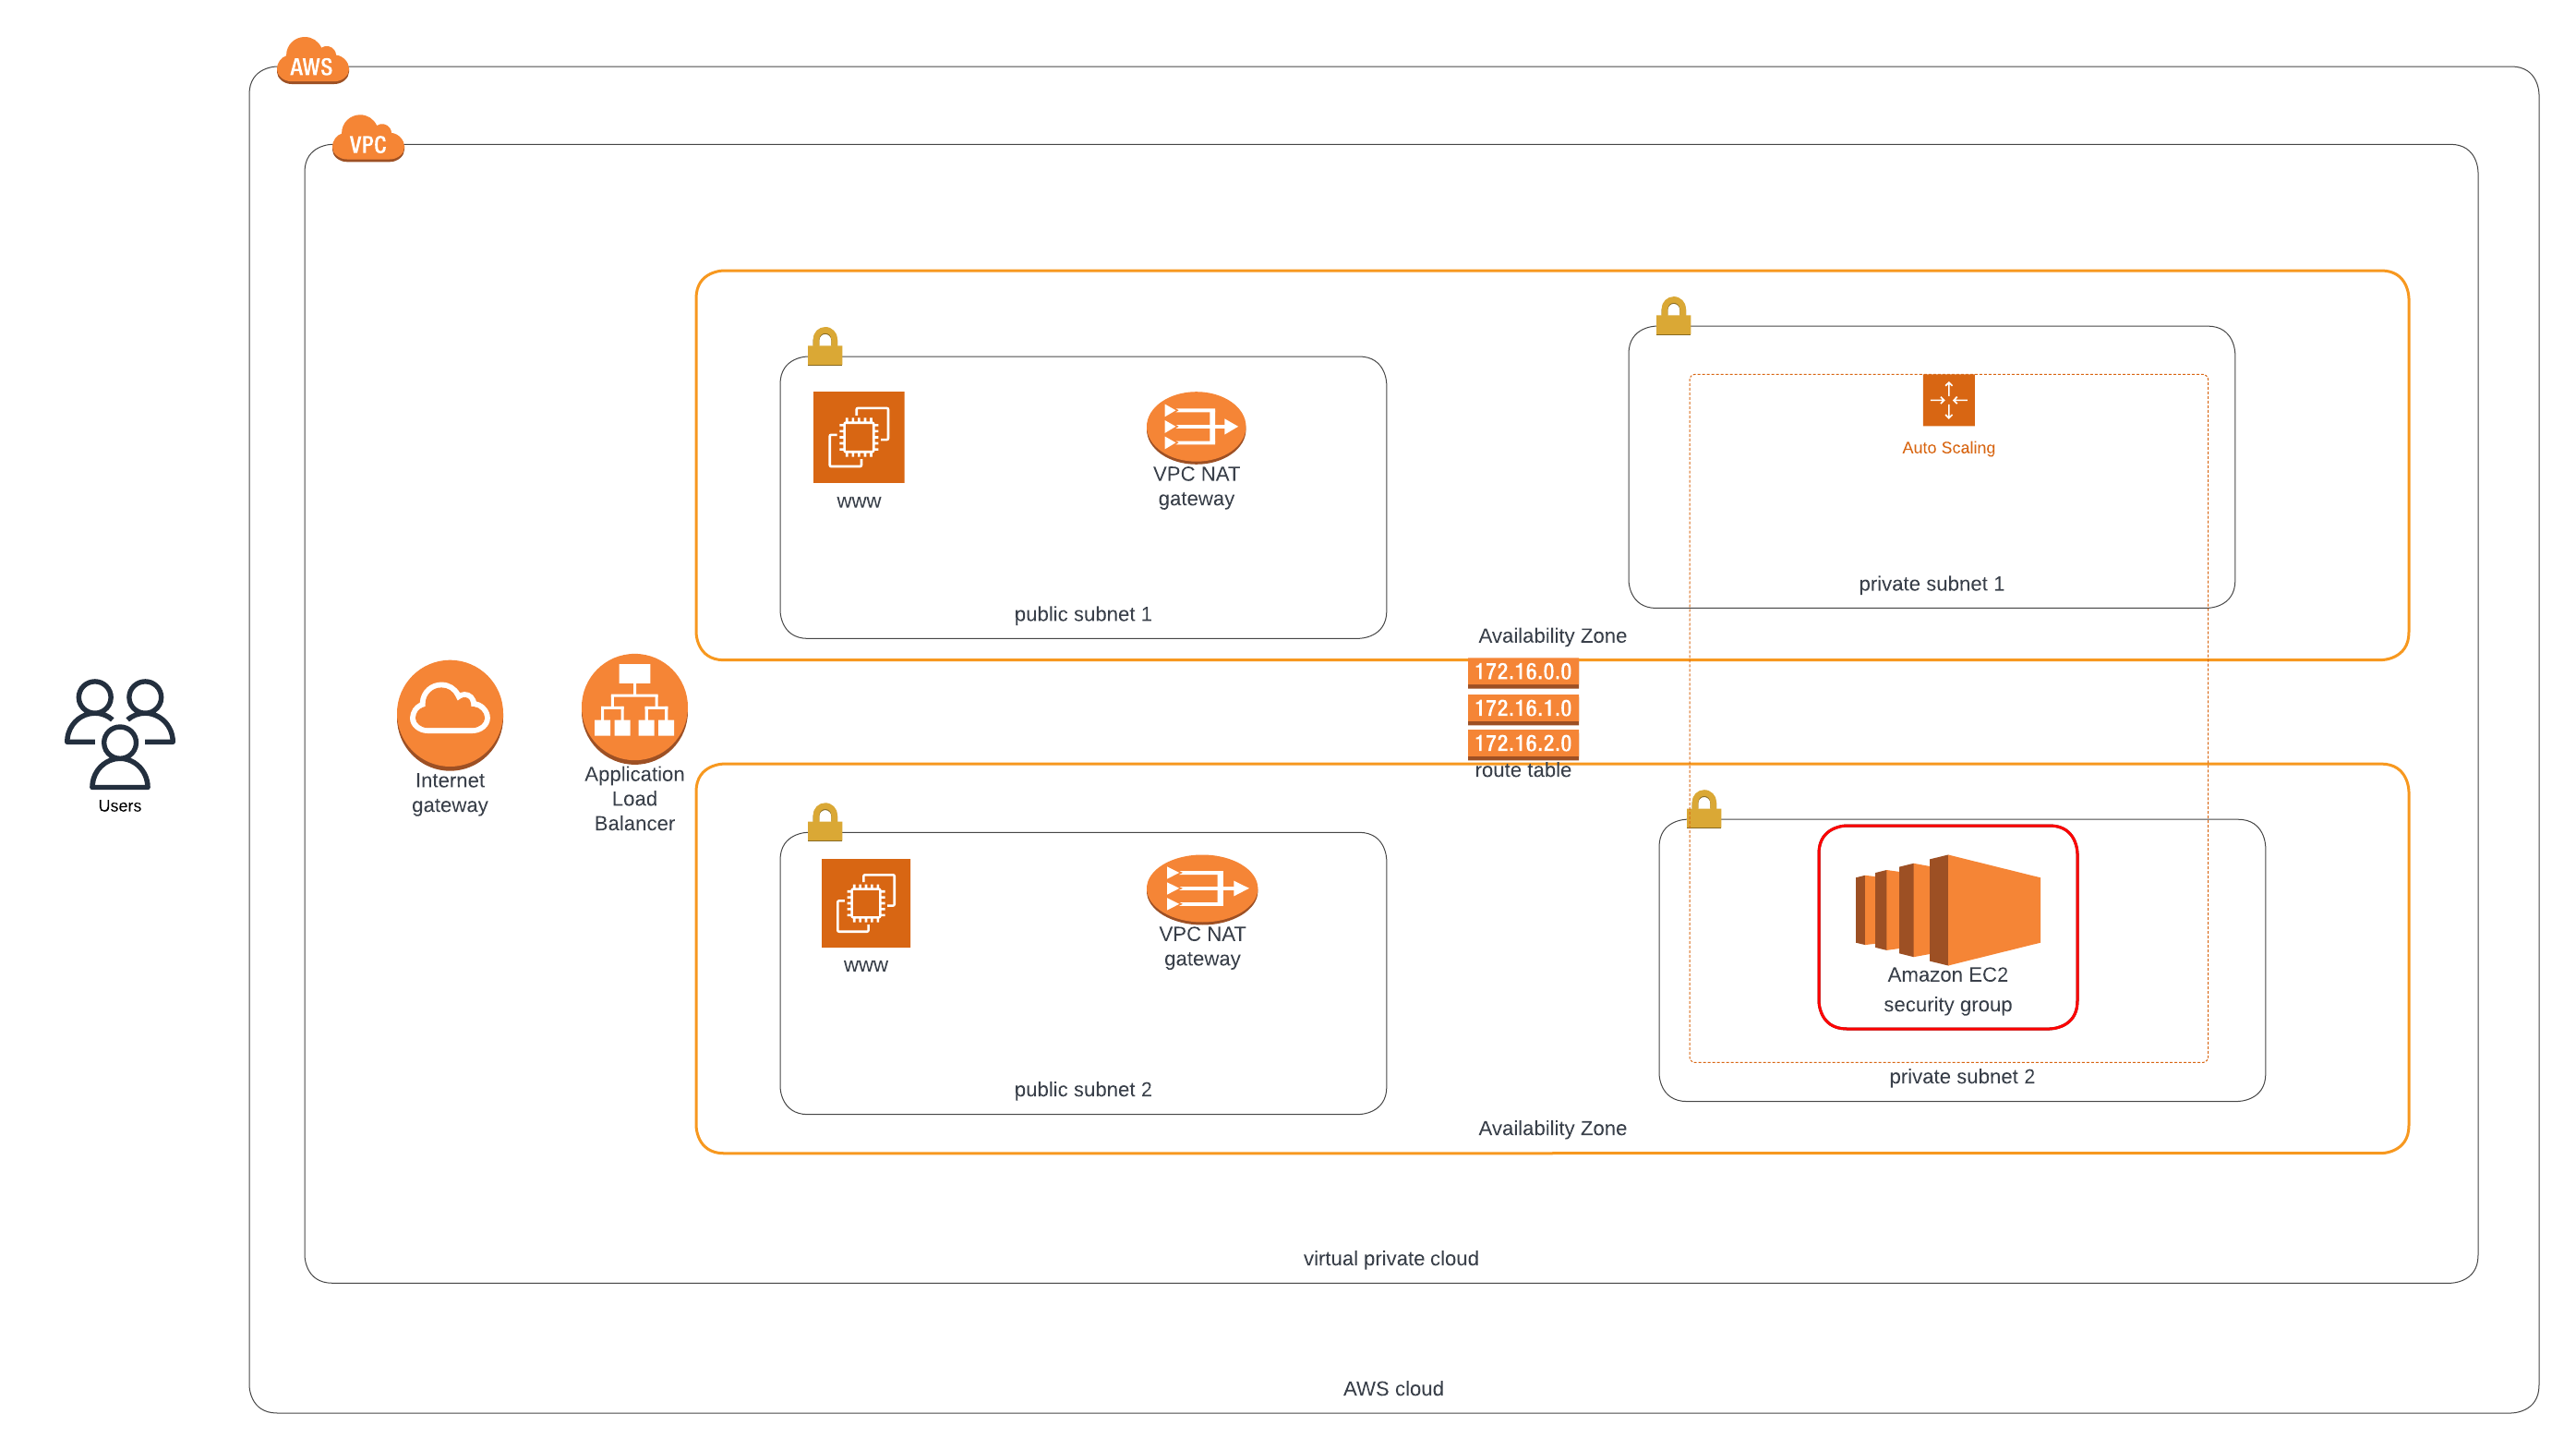 AWS
VPC
Auto Scaling
www
VPC NAT
gateway
private subnet 1
public subnet 1
Availability Zone
172.16.0.0
172.16.1.0
172.16.2.0
route table
Users
Internet
gateway
Application
Load
Balancer
www
VPC NAT
gateway
Amazon EC2
security group
private subnet 2
public subnet 2
Availability Zone
virtual private cloud
AWS cloud